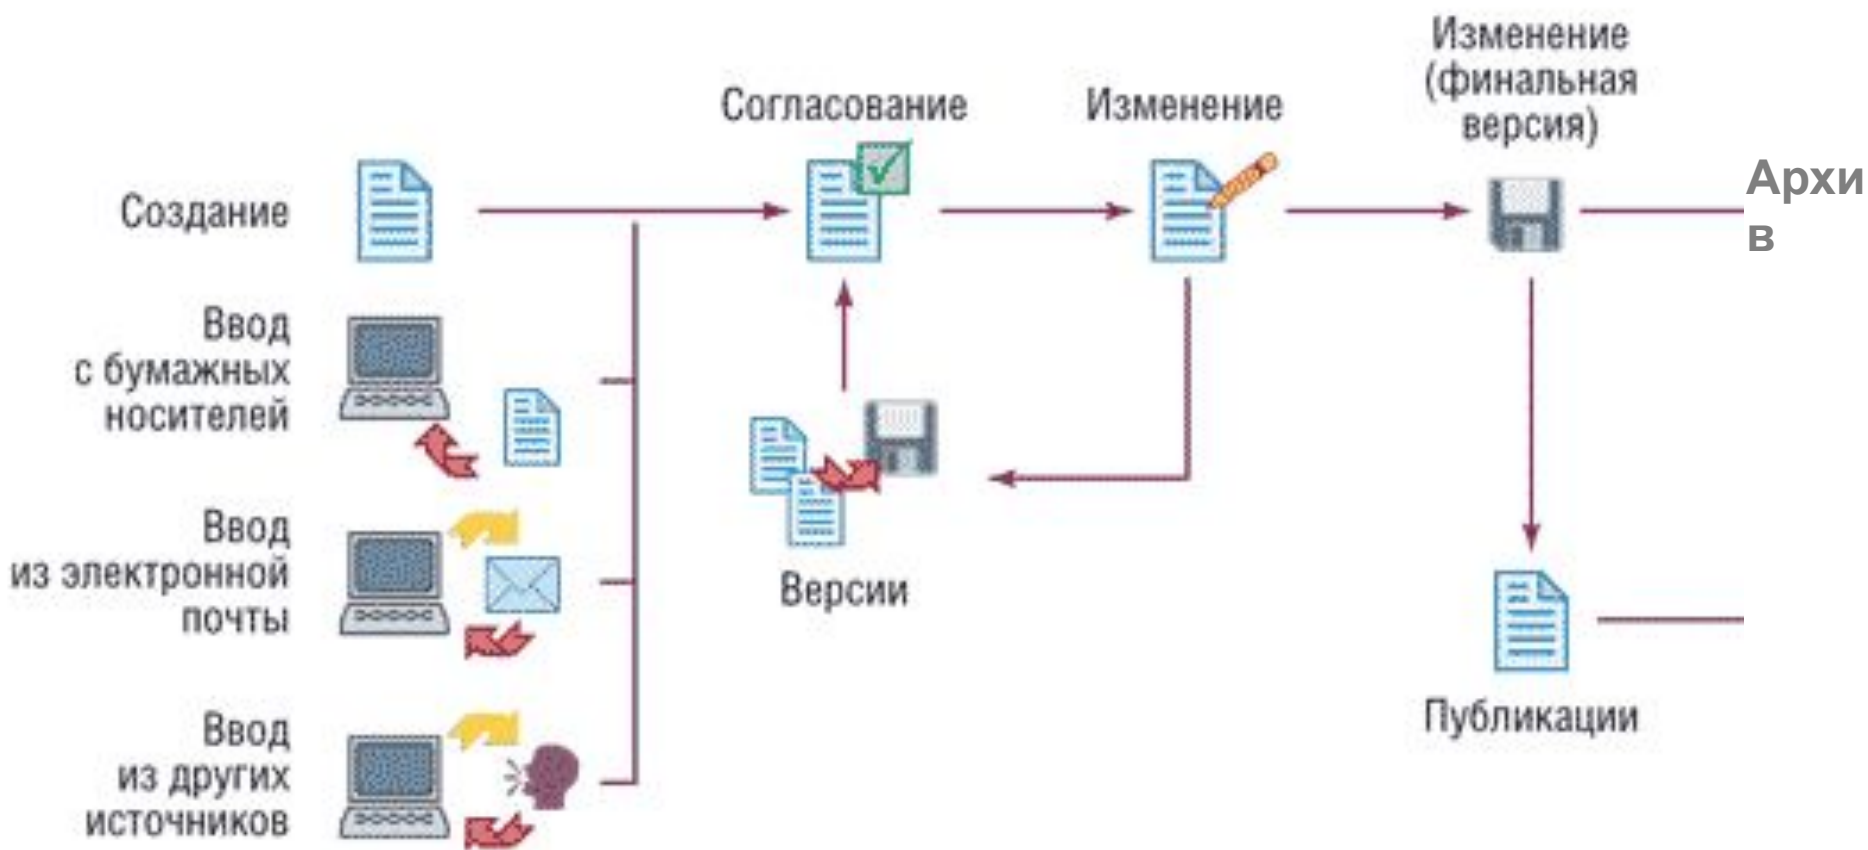 Создание
Ввод
с бумажных
носителей
Ввод
из электронной
почты
Ввод
из других
источников
Согласование
Версии
Изменение
Изменение
(финальная
версия)
Публикации
Архи
в